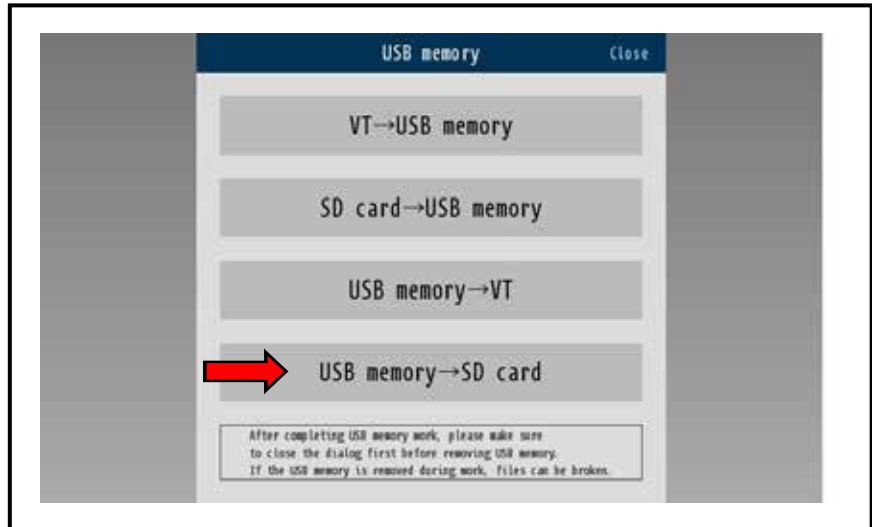 USB memory Close
VT→USB memory
SD card→USB memory
USB memory→VT
USB memory→SD card
After completing USB memory work, please make sure
to close the dialog first before removing USB memory.
If the USB memory is removed during work, files can be broken.